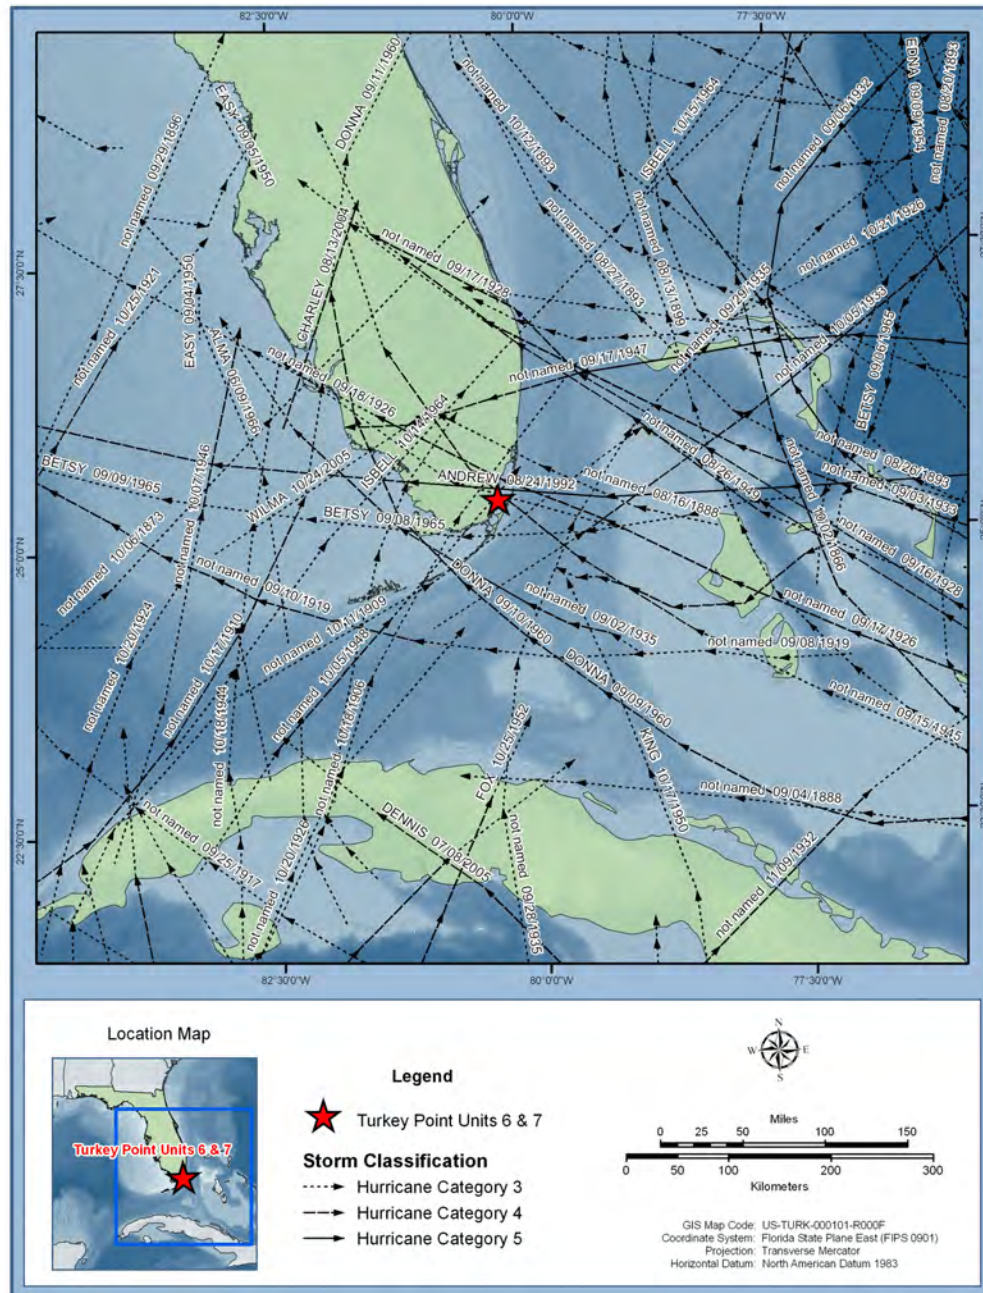 82°30'0"W
80°0'0"W
77°30'0"W
27°30'0"N
25°0'0"N
22°30'0"N
EASY 09/05/1950
DONNA 09/11/1960
not named 10/12/1893
ISBELL 10/15/1964
not named 09/06/1932
EDNA 09/09/1954
not named 08/20/1893
not named 09/29/1896
not named 10/25/1921
EASY 09/04/1950
ALMA 06/09/1966
CHARLEY 08/13/2004
not named 09/17/1928
not named 08/27/1893
not named 08/13/1899
not named 09/29/1935
not named 10/21/1926
not named 10/05/1933
BETSY 09/06/1965
not named 09/17/1947
not named 09/18/1926
ISBELL 10/14/1964
WILMA 10/24/2005
BETSY 09/09/1965
not named 10/07/1946
ANDREW 08/24/1992
BETSY 09/08/1965
not named 08/16/1888
not named 08/26/1949
not named 10/02/1866
not named 08/26/1893
not named 09/03/1933
not named 09/16/1928
not named 10/06/1873
not named 09/10/1919
not named 10/11/1909
DONNA 09/10/1960
not named 09/02/1935
not named 09/17/1926
not named 09/08/1919
not named 10/20/1924
not named 10/17/1910
not named 10/18/1944
not named 10/05/1948
not named 10/18/1906
DONNA 09/09/1960
not named 09/15/1945
FOX 10/25/1952
KING 10/17/1950
not named 09/04/1888
not named 09/25/1917
not named 10/20/1926
DENNIS 07/08/2005
not named 09/28/1935
not named 11/09/1932
82°30'0"W
80°0'0"W
77°30'0"W
Location Map
Turkey Point Units 6 & 7
Legend
Turkey Point Units 6 & 7
Storm Classification
Hurricane Category 3
Hurricane Category 4
Hurricane Category 5
N
W E
S
Miles
0 25 50 100 150
0 50 100 200 300
Kilometers
GIS Map Code: US-TURK-000101-R000F
Coordinate System: Florida State Plane East (FIPS 0901)
Projection: Transverse Mercator
Horizontal Datum: North American Datum 1983